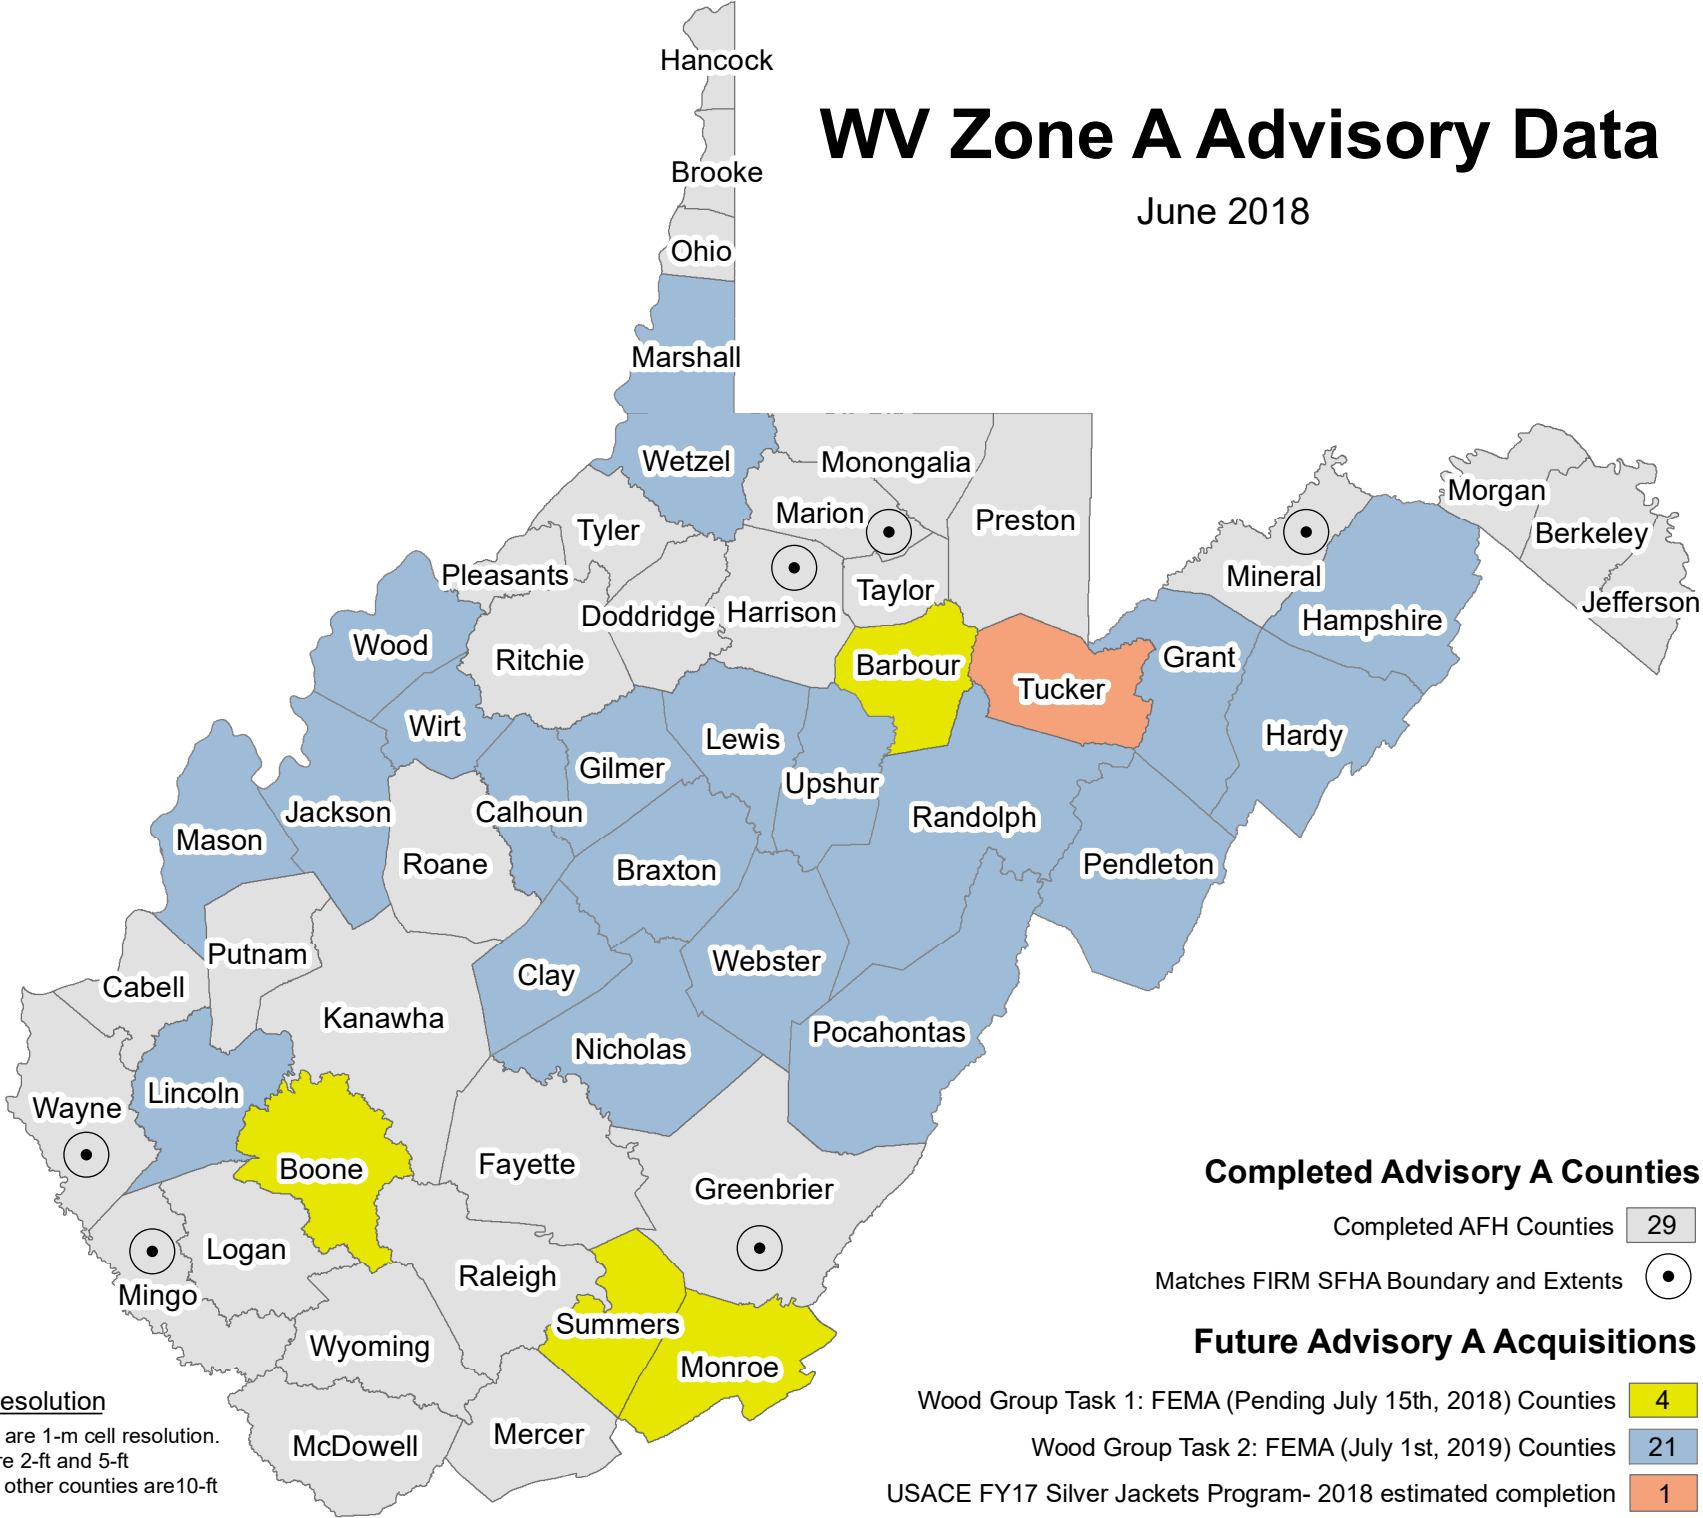 Hancock
WV Zone A Advisory Data
June 2018
Brooke
Ohio
Marshall
Wetzel
Monongalia
Marion
Preston
Morgan
Berkeley
Tyler
Pleasants
Taylor
Mineral
Jefferson
Doddridge
Harrison
Hampshire
Wood
Ritchie
Barbour
Grant
Tucker
Wirt
Lewis
Hardy
Gilmer
Upshur
Jackson
Calhoun
Randolph
Mason
Roane
Braxton
Pendleton
Putnam
Webster
Clay
Cabell
Kanawha
Pocahontas
Nicholas
Lincoln
Wayne
Fayette
Boone
Greenbrier
Logan
Raleigh
Mingo
Summers
Wyoming
Monroe
Mercer
McDowell
Completed Advisory A Counties
Completed AFH Counties 29
Matches FIRM SFHA Boundary and Extents
Future Advisory A Acquisitions
Wood Group Task 1: FEMA (Pending July 15th, 2018) Counties 4
Wood Group Task 2: FEMA (July 1st, 2019) Counties 21
USACE FY17 Silver Jackets Program- 2018 estimated completion 1
esolution
are 1-m cell resolution.
e 2-ft and 5-ft
other counties are10-ft